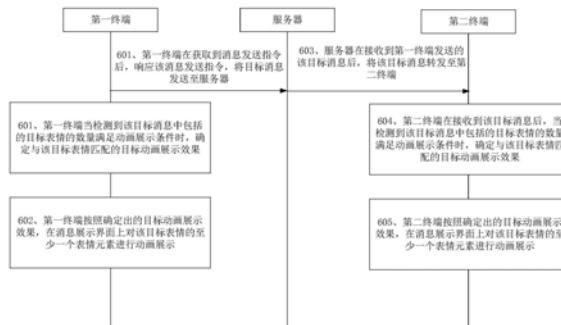 第一终端
服务器
第二终端
601、第一终端在获取到消息发送指令
后，响应该消息发送指令，将目标消息
发送至服务器
603、服务器在接收到第一终端发送的
该目标消息后，将该目标消息转发至第
二终端
601、第一终端当检测到该目标消息中包括
的目标表情的数量满足动画展示条件时，确
定与该目标表情匹配的目标动画展示效果
604、第二终端在接收到该目标消息后，当
检测到该目标消息中包括的目标表情的数量
满足动画展示条件时，确定与该目标表情匹
配的目标动画展示效果
602、第一终端按照确定出的目标动画展示
效果，在消息展示界面上对该目标表情的至
少一个表情元素进行动画展示
605、第二终端按照确定出的目标动画展示
效果，在消息展示界面上对该目标表情的至
少一个表情元素进行动画展示